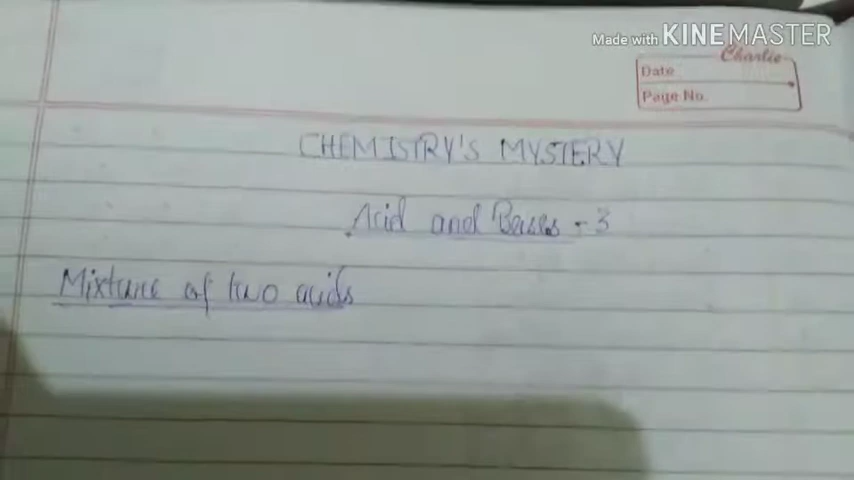 Made with KINEMASTER
Charlie
Date
Page No.
CHEMISTRY'S MYSTERY
Acid and Bases - 3
Mixture of two acids